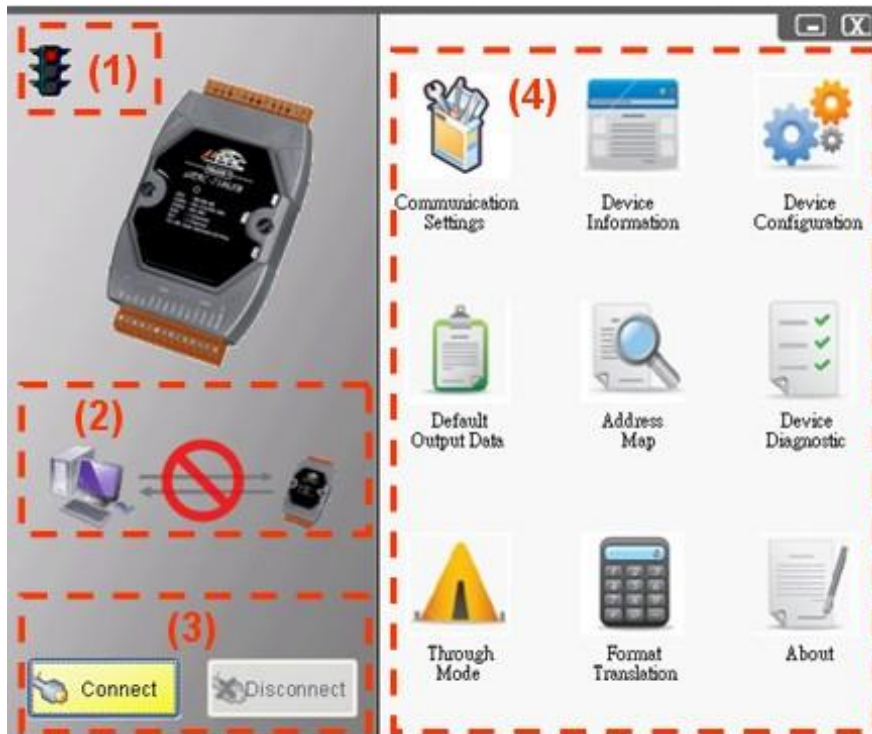 (1)
(2)
(3)
Connect
Disconnect
X
(4)
Communication
Settings
Device
Information
Device
Configuration
Default
Output Data
Address
Map
Device
Diagnostic
Through
Mode
Format
Translation
About